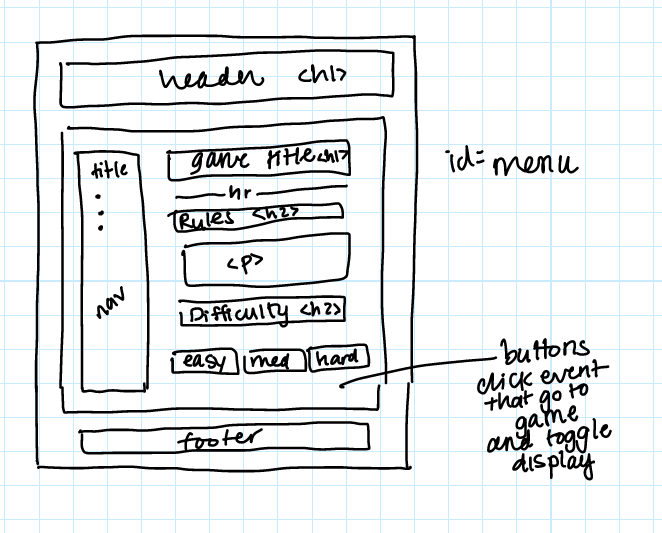 header <h1>
title
game title <h1>
hr
Rules <h2>
<p>
nav
Difficulty <h2>
easy
med
hard
footer
id= menu
buttons
click event
that go to
game
and toggle
display